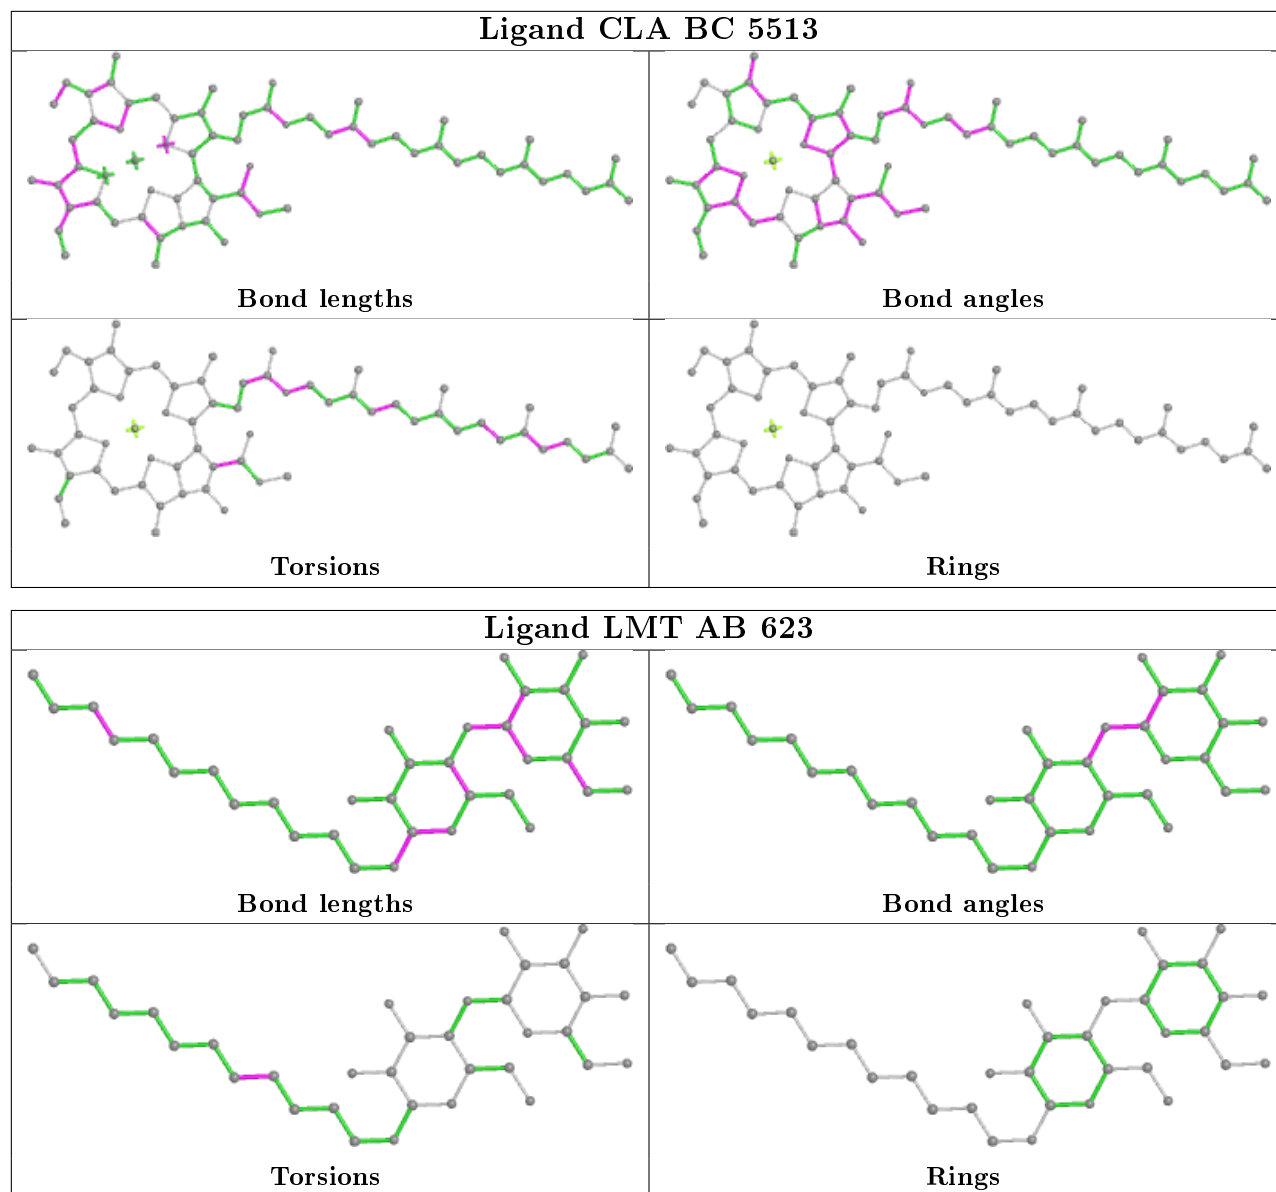 Ligand CLA BC 5513
Bond lengths
Bond angles
Torsions
Rings
Ligand LMT AB 623
Bond lengths
Bond angles
Torsions
Rings